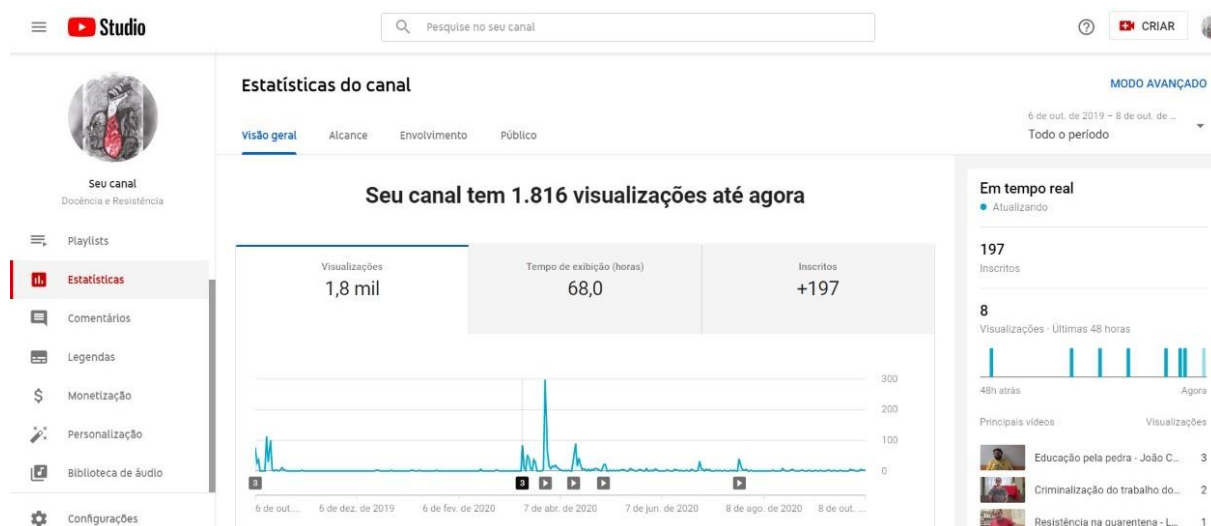 Studio
Pesquise no seu canal
CRIAR
Seu canal
Docência e Resistência
Playlists
Estatísticas
Comentários
Legendas
Monetização
Personalização
Biblioteca de áudio
Configurações
Estatísticas do canal
MODO AVANÇADO
Visão geral
Alcance
Envolvimento
Público
6 de out. de 2019 – 8 de out. de ...
Todo o período
Seu canal tem 1.816 visualizações até agora
Visualizações
1,8 mil
Tempo de exibição (horas)
68,0
Inscritos
+197
300
200
100
0
3
3
6 de out....
6 de dez. de 2019
6 de fev. de 2020
7 de abr. de 2020
7 de jun. de 2020
8 de ago. de 2020
8 de out. ...
Em tempo real
Atualizando
197
Inscritos
8
Visualizações · Últimas 48 horas
48h atrás
Agora
Principais vídeos
Visualizações
Educação pela pedra - João C... 3
Criminalização do trabalho do... 2
Resistência na quarentena - L... 1